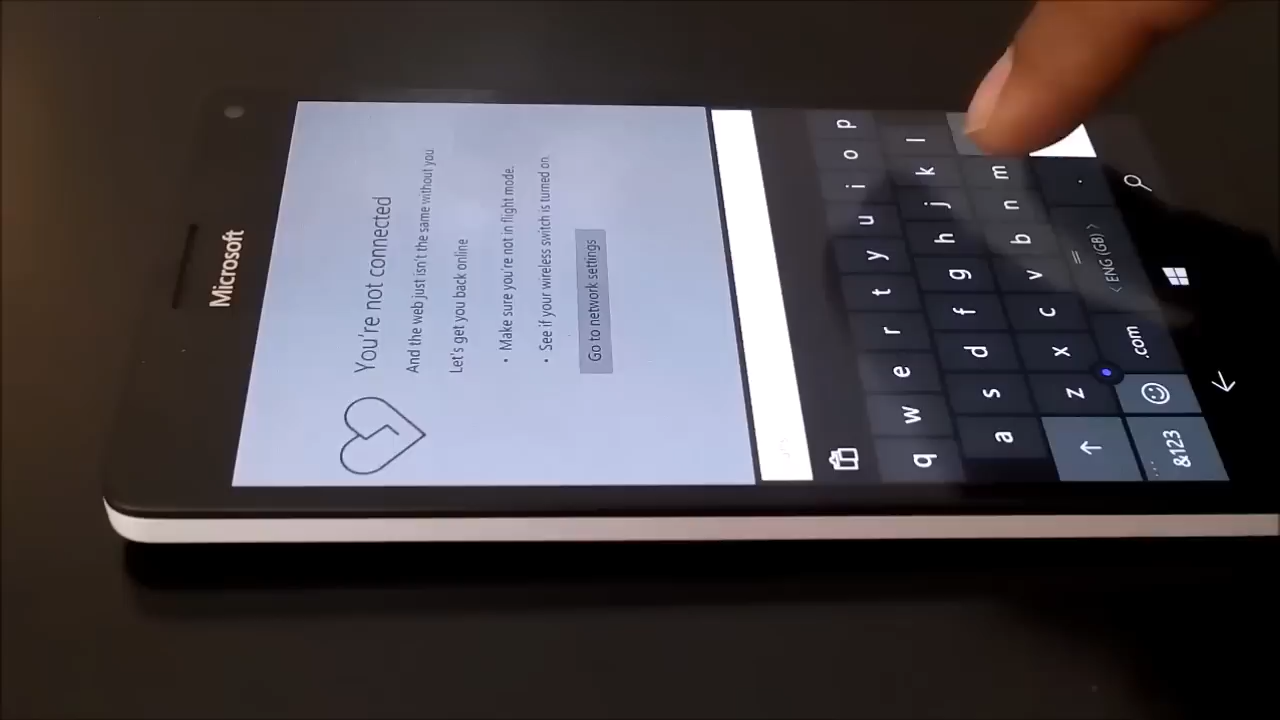 Microsoft
You're not connected
And the web just isn't the same without you
Let's get you back online
• Make sure you're not in flight mode.
• See if your wireless switch is turned on.
Go to network settings
q w e r t y u i o p
a s d f g h j k l
z x c v b n m
&123 .com < ENG (GB) > .